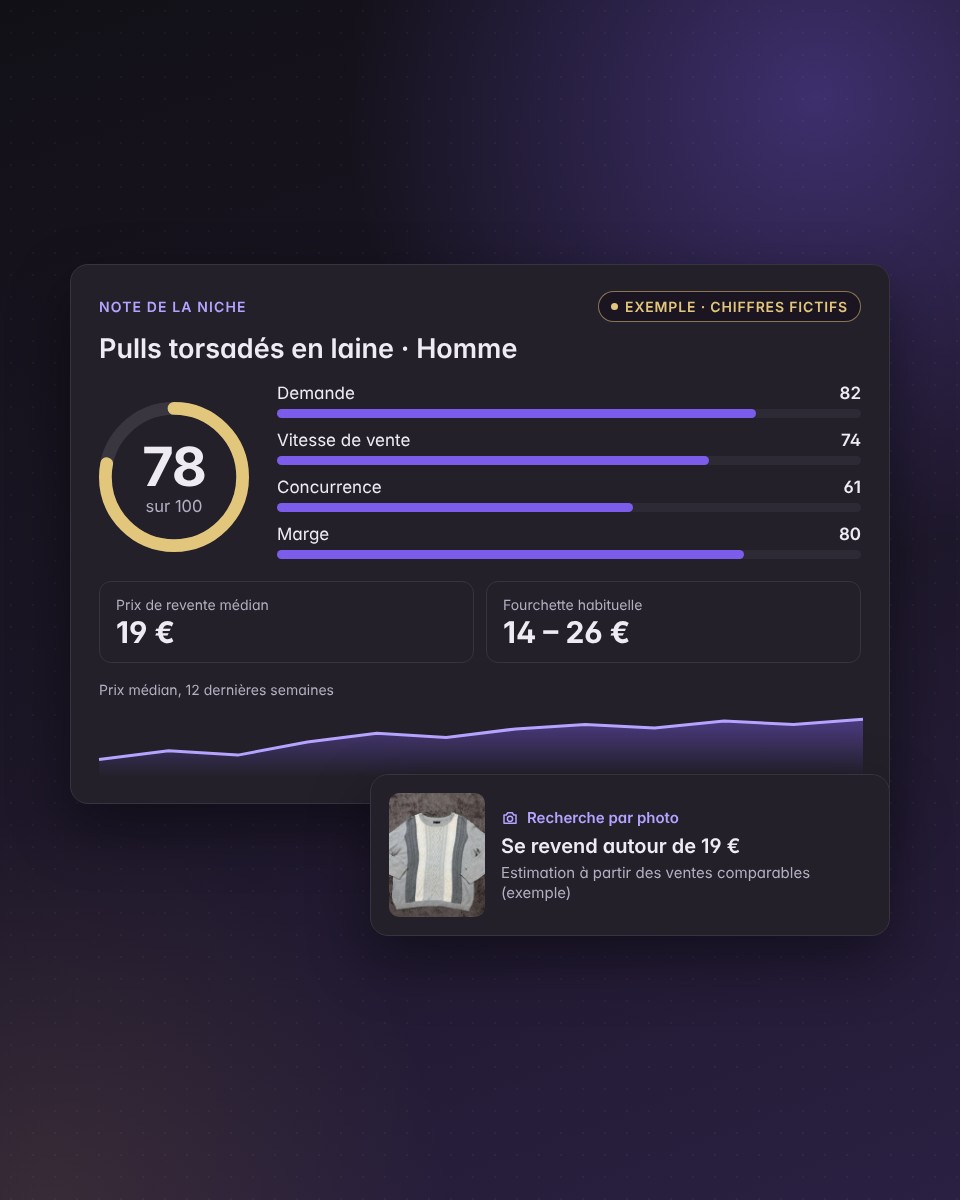 NOTE DE LA NICHE
EXEMPLE · CHIFFRES FICTIFS
Pulls torsadés en laine · Homme
78
sur 100
Demande 82
Vitesse de vente 74
Concurrence 61
Marge 80
Prix de revente médian
19 €
Fourchette habituelle
14 – 26 €
Prix médian, 12 dernières semaines
Recherche par photo
Se revend autour de 19 €
Estimation à partir des ventes comparables
(exemple)